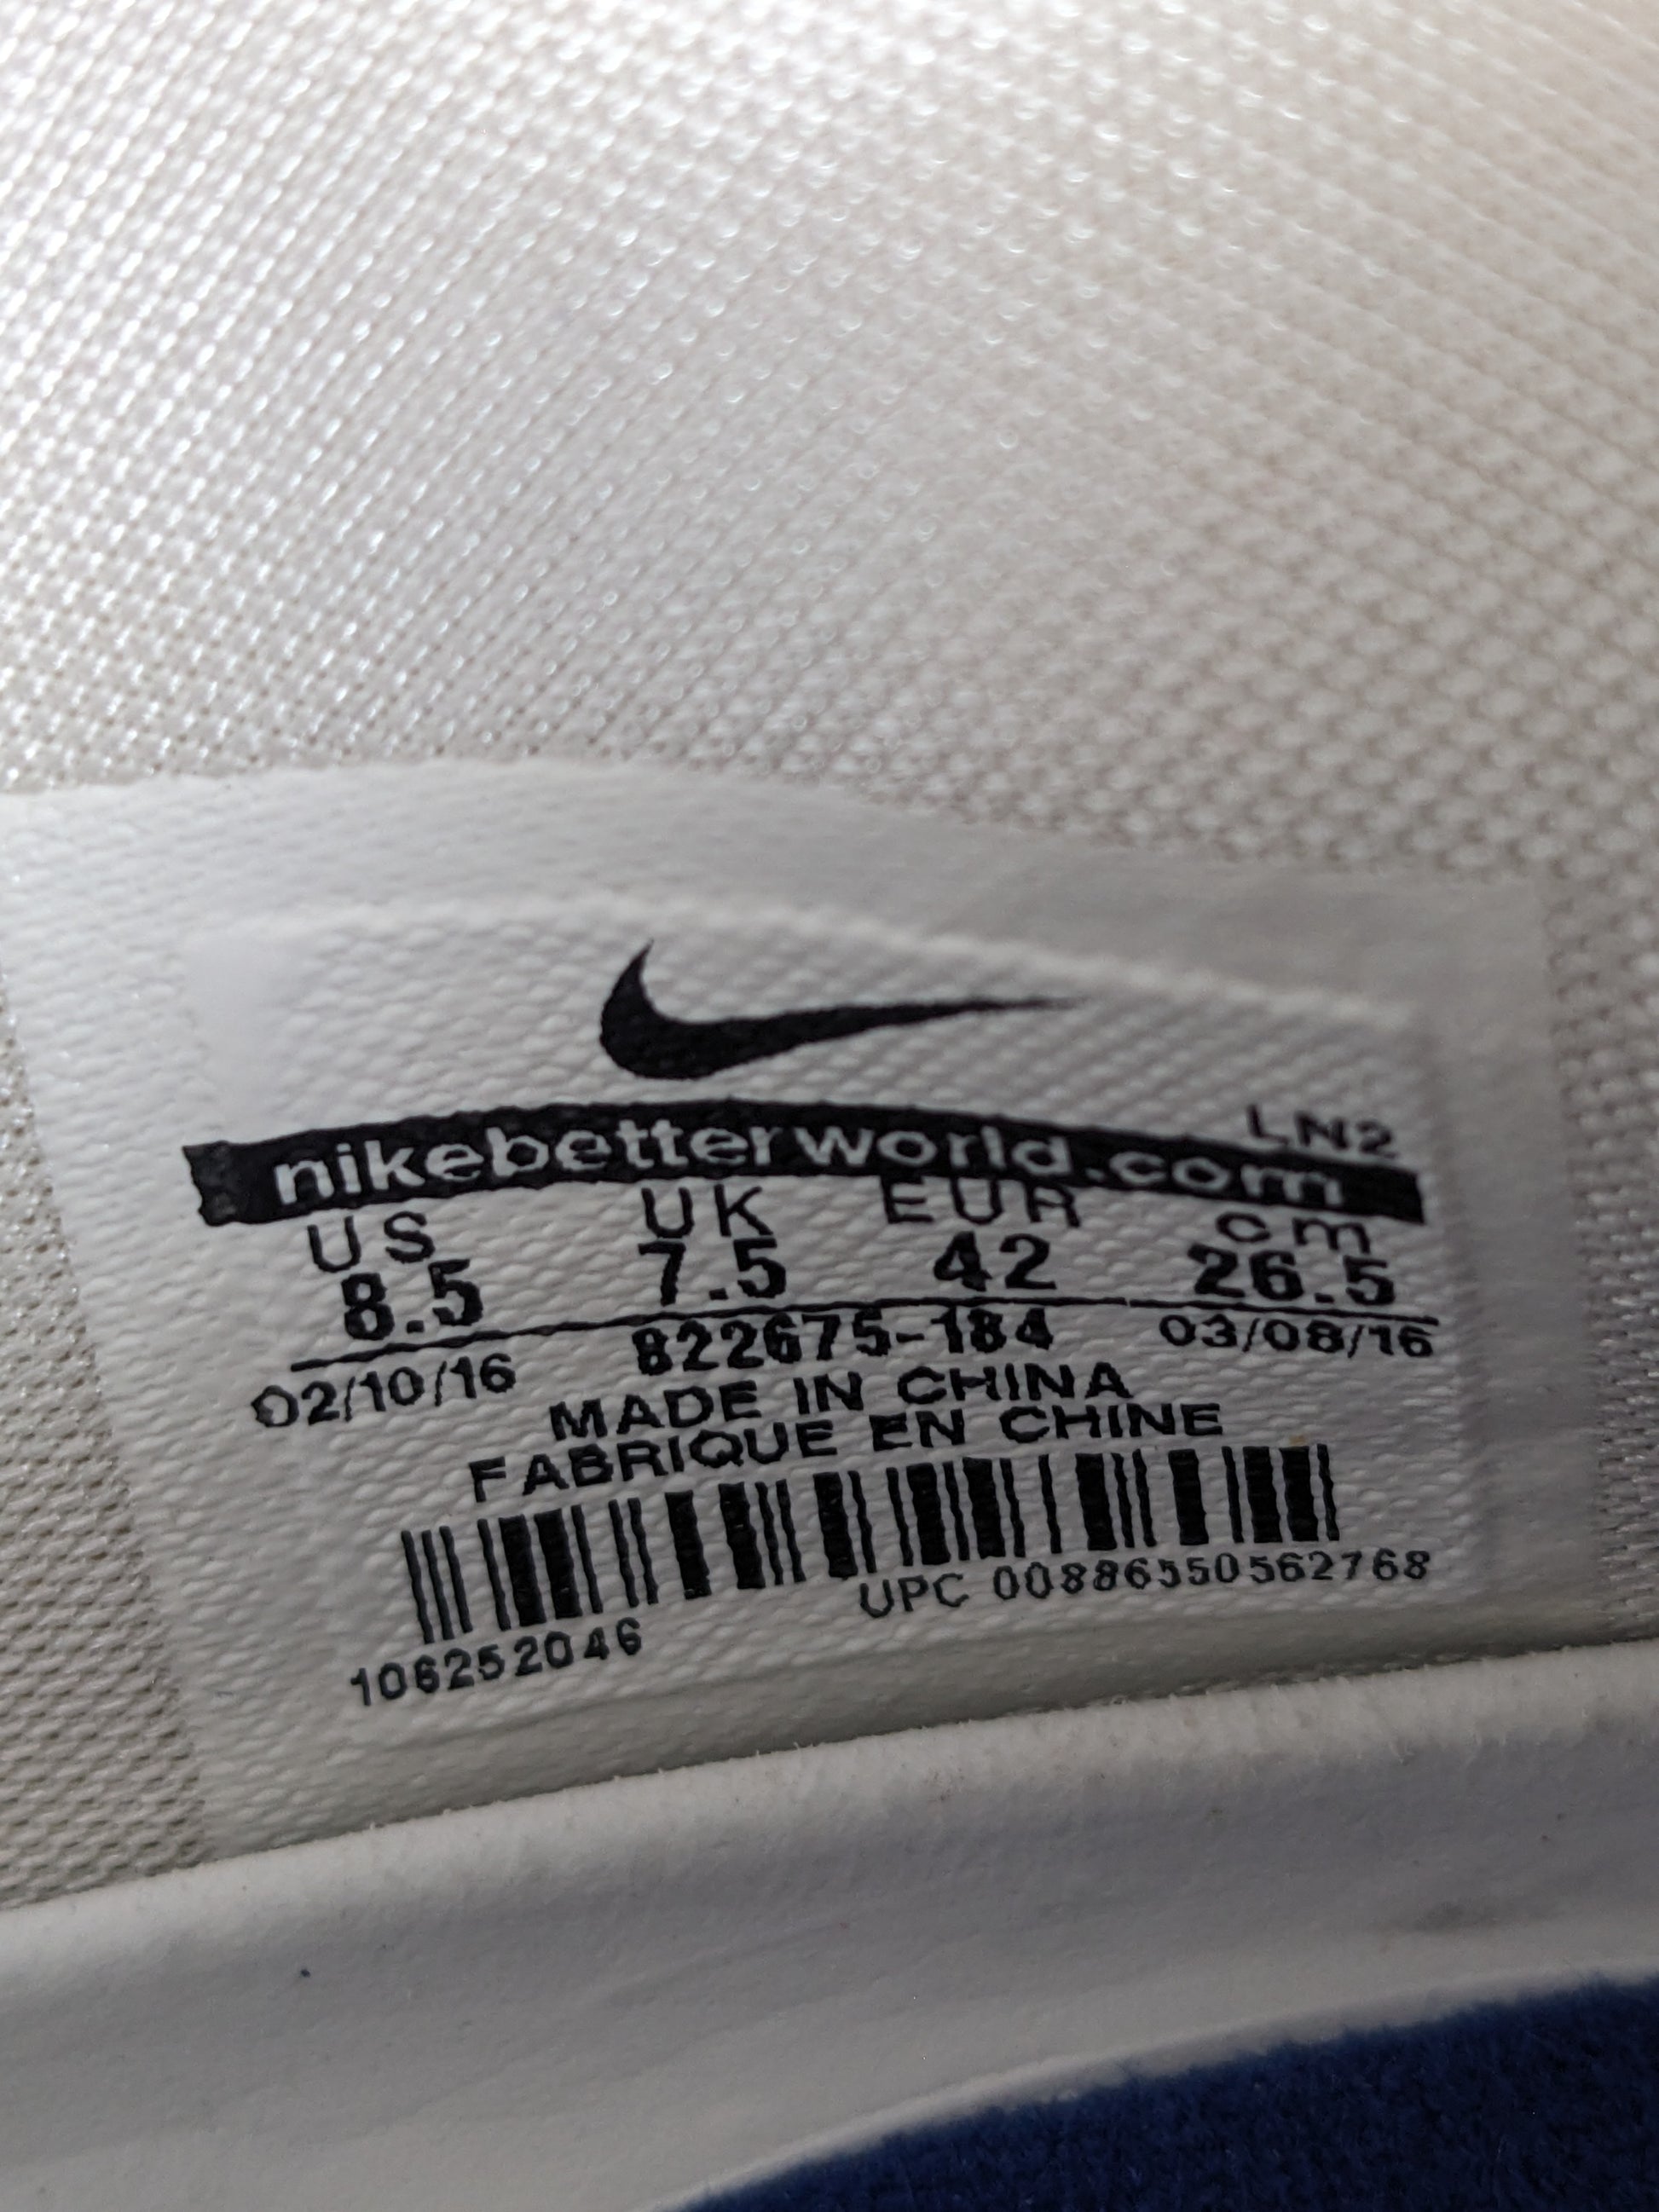 LN2
nikebetterworld.com
US UK EUR cm
8.5 7.5 42 26.5
02/10/16 822675-184 03/08/16
MADE IN CHINA
FABRIQUE EN CHINE
UPC 00886550562768
106252046